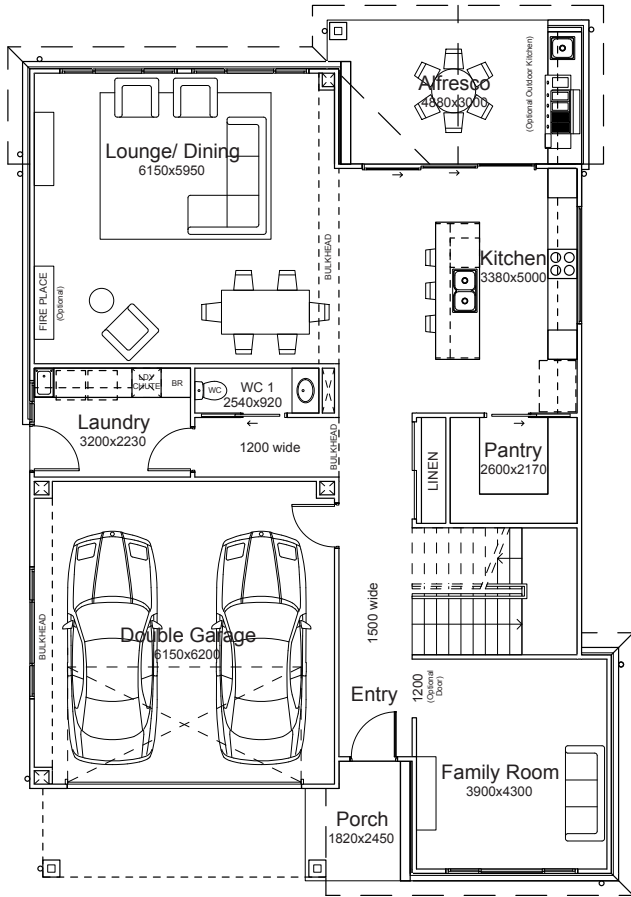 Alfresco
4880x3000
(Optional Outdoor Kitchen)
Lounge/ Dining
6150x5950
BULKHEAD
Kitchen
3380x5000
FIRE PLACE
(Optional)
LDY
CHUTE
BR
WC
WC 1
2540x920
Laundry
3200x2230
1200 wide
BULKHEAD
LINEN
Pantry
2600x2170
BULKHEAD
Double Garage
6150x6200
1500 wide
Entry
1200
(Optional
Door)
Family Room
3900x4300
Porch
1820x2450